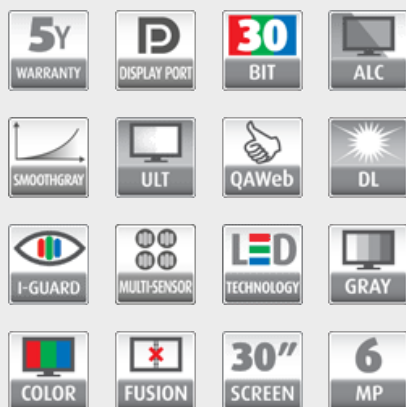 5Y
WARRANTY
DISPLAY PORT
30
BIT
ALC
SMOOTHGRAY
ULT
QAWeb
DL
I-GUARD
MULTI-SENSOR
LED
TECHNOLOGY
GRAY
COLOR
FUSION
30"
SCREEN
6
MP